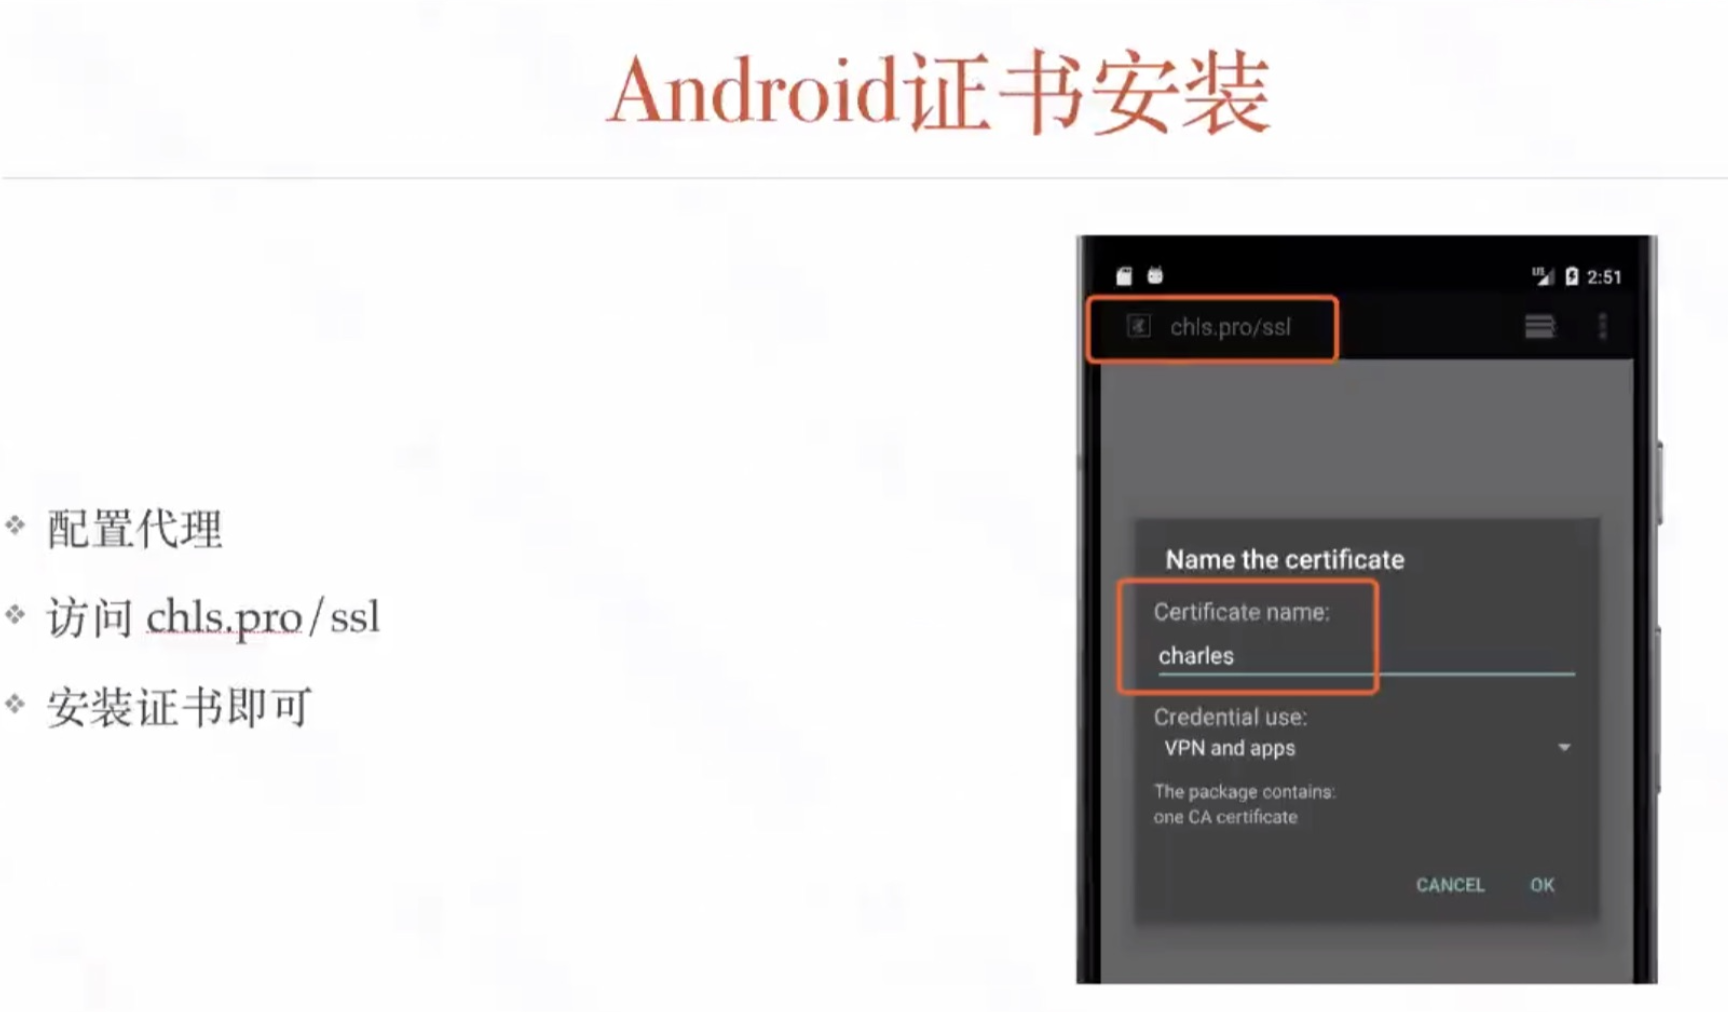 Android证书安装
配置代理
访问 chls.pro/ssl
安装证书即可
2:51
chls.pro/ssl
Name the certificate
Certificate name:
charles
Credential use:
VPN and apps
The package contains:
one CA certificate
CANCEL OK